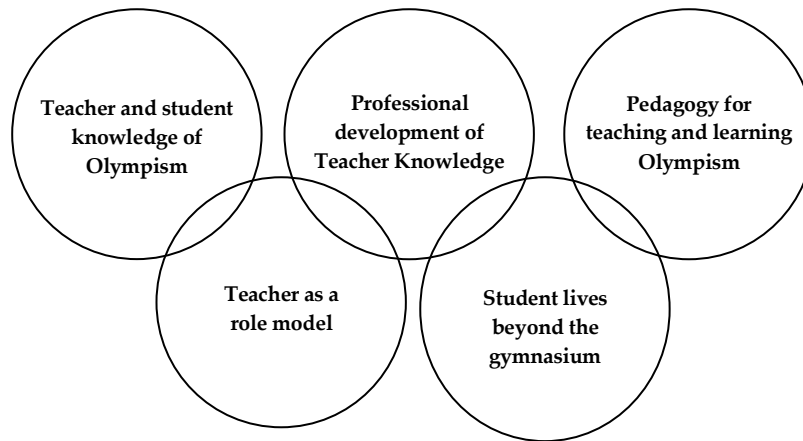 Teacher and student
knowledge of
Olympism
Professional
development of
Teacher Knowledge
Pedagogy for
teaching and learning
Olympism
Teacher as a
role model
Student lives
beyond the
gymnasium